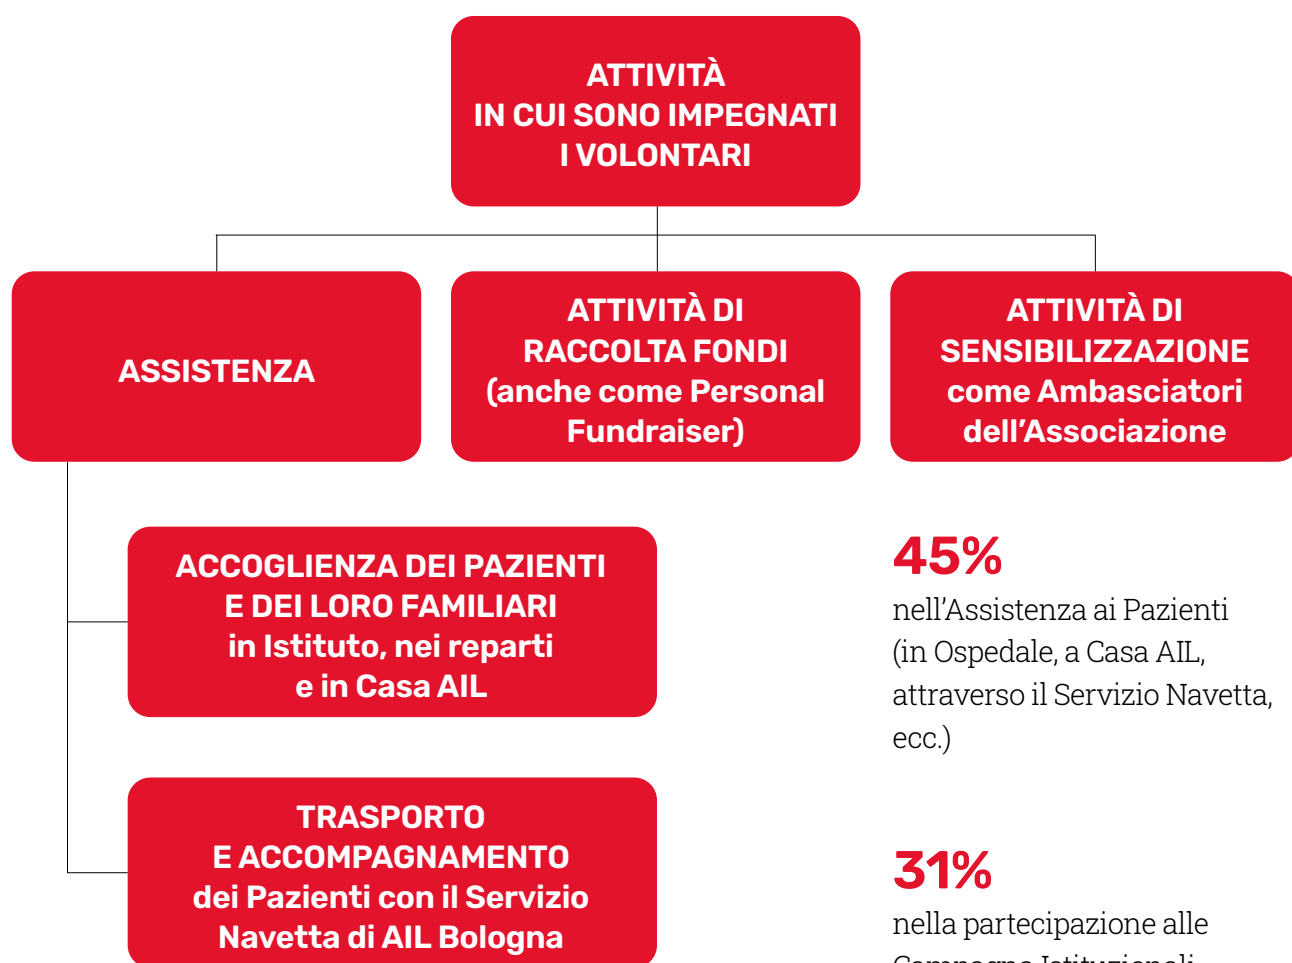 ATTIVITÀ
IN CUI SONO IMPEGNATI
I VOLONTARI
ASSISTENZA
ATTIVITÀ DI
RACCOLTA FONDI
(anche come Personal
Fundraiser)
ATTIVITÀ DI
SENSIBILIZZAZIONE
come Ambasciatori
dell’Associazione
ACCOGLIENZA DEI PAZIENTI
E DEI LORO FAMILIARI
in Istituto, nei reparti
e in Casa AIL
TRASPORTO
E ACCOMPAGNAMENTO
dei Pazienti con il Servizio
Navetta di AIL Bologna
45%
nell’Assistenza ai Pazienti
(in Ospedale, a Casa AIL,
attraverso il Servizio Navetta,
ecc.)
31%
nella partecipazione alle
Campagne Istituzionali